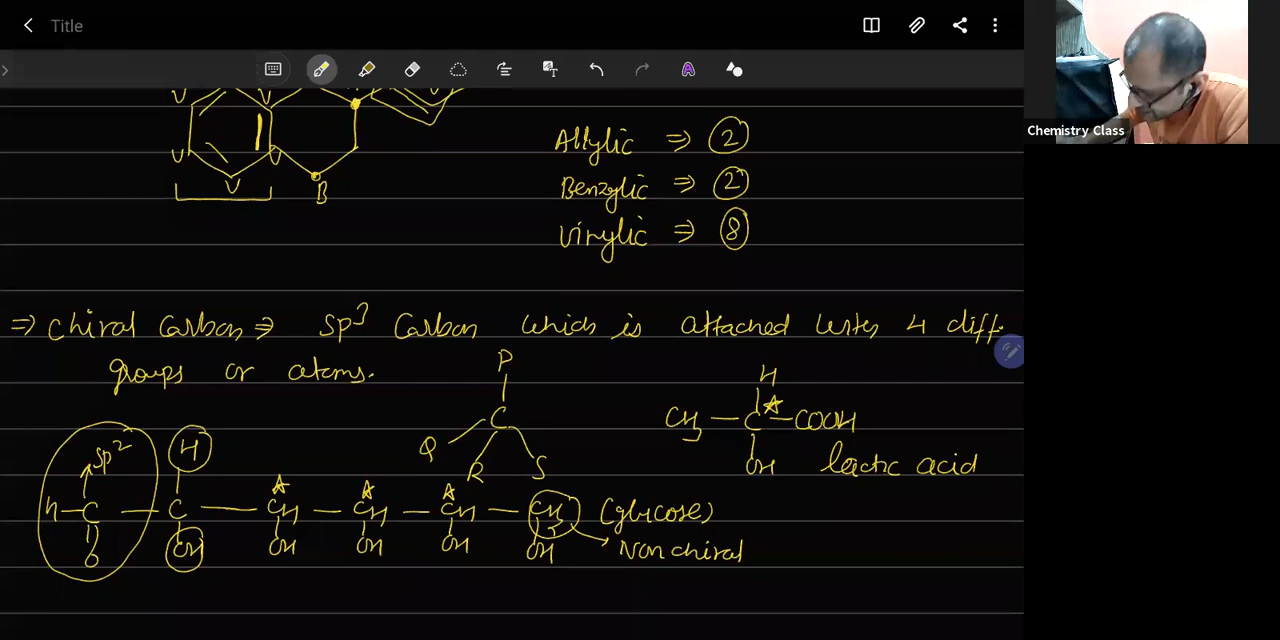 Title
Chemistry Class
U U
U U
U B
Allylic ⇒ 2
Benzylic ⇒ 2
Vinylic ⇒ 8
⇒ Chiral Carbon ⇒ sp3 Carbon which is attached with 4 diff
groups or atoms.
P
C
Q R S
H
CH3 — C — COOH
OH lactic acid
sp2 H
H — C — C — CH — CH — CH — CH2 (glucose)
O OH OH OH OH OH Non chiral